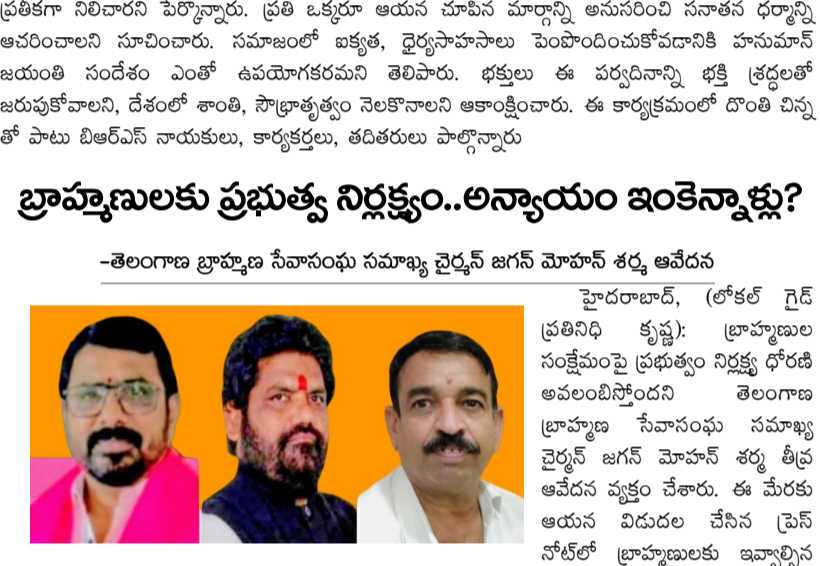 ప్రతీకగా నిలిచారని పేర్కొన్నారు. ప్రతి ఒక్కరూ ఆయన చూపిన మార్గాన్ని అనుసరించి సనాతన ధర్మాన్ని
ఆచరించాలని సూచించారు. సమాజంలో ఐక్యత, ధైర్యసాహసాలు పెంపొందించుకోవడానికి హనుమాన్
జయంతి సందేశం ఎంతో ఉపయోగకరమని తెలిపారు. భక్తులు ఈ పర్వదినాన్ని భక్తి శ్రద్ధలతో
జరుపుకోవాలని, దేశంలో శాంతి, సౌభ్రాతృత్వం నెలకొనాలని ఆకాంక్షించారు. ఈ కార్యక్రమంలో దొంతి చిన్న
తో పాటు బిఆర్ఎస్ నాయకులు, కార్యకర్తలు, తదితరులు పాల్గొన్నారు
బ్రాహ్మణులకు ప్రభుత్వ నిర్లక్ష్యం..అన్యాయం ఇంకెన్నాళ్లు?
-తెలంగాణ బ్రాహ్మణ సేవాసంఘ సమాఖ్య చైర్మన్ జగన్ మోహన్ శర్మ ఆవేదన
హైదరాబాద్, (లోకల్ గైడ్
ప్రతినిధి కృష్ణ): బ్రాహ్మణుల
సంక్షేమంపై ప్రభుత్వం నిర్లక్ష్య ధోరణి
అవలంబిస్తోందని తెలంగాణ
బ్రాహ్మణ సేవాసంఘ సమాఖ్య
చైర్మన్ జగన్ మోహన్ శర్మ తీవ్ర
ఆవేదన వ్యక్తం చేశారు. ఈ మేరకు
ఆయన విడుదల చేసిన ప్రెస్
నోట్‌లో బ్రాహ్మణులకు ఇవ్వాల్సిన